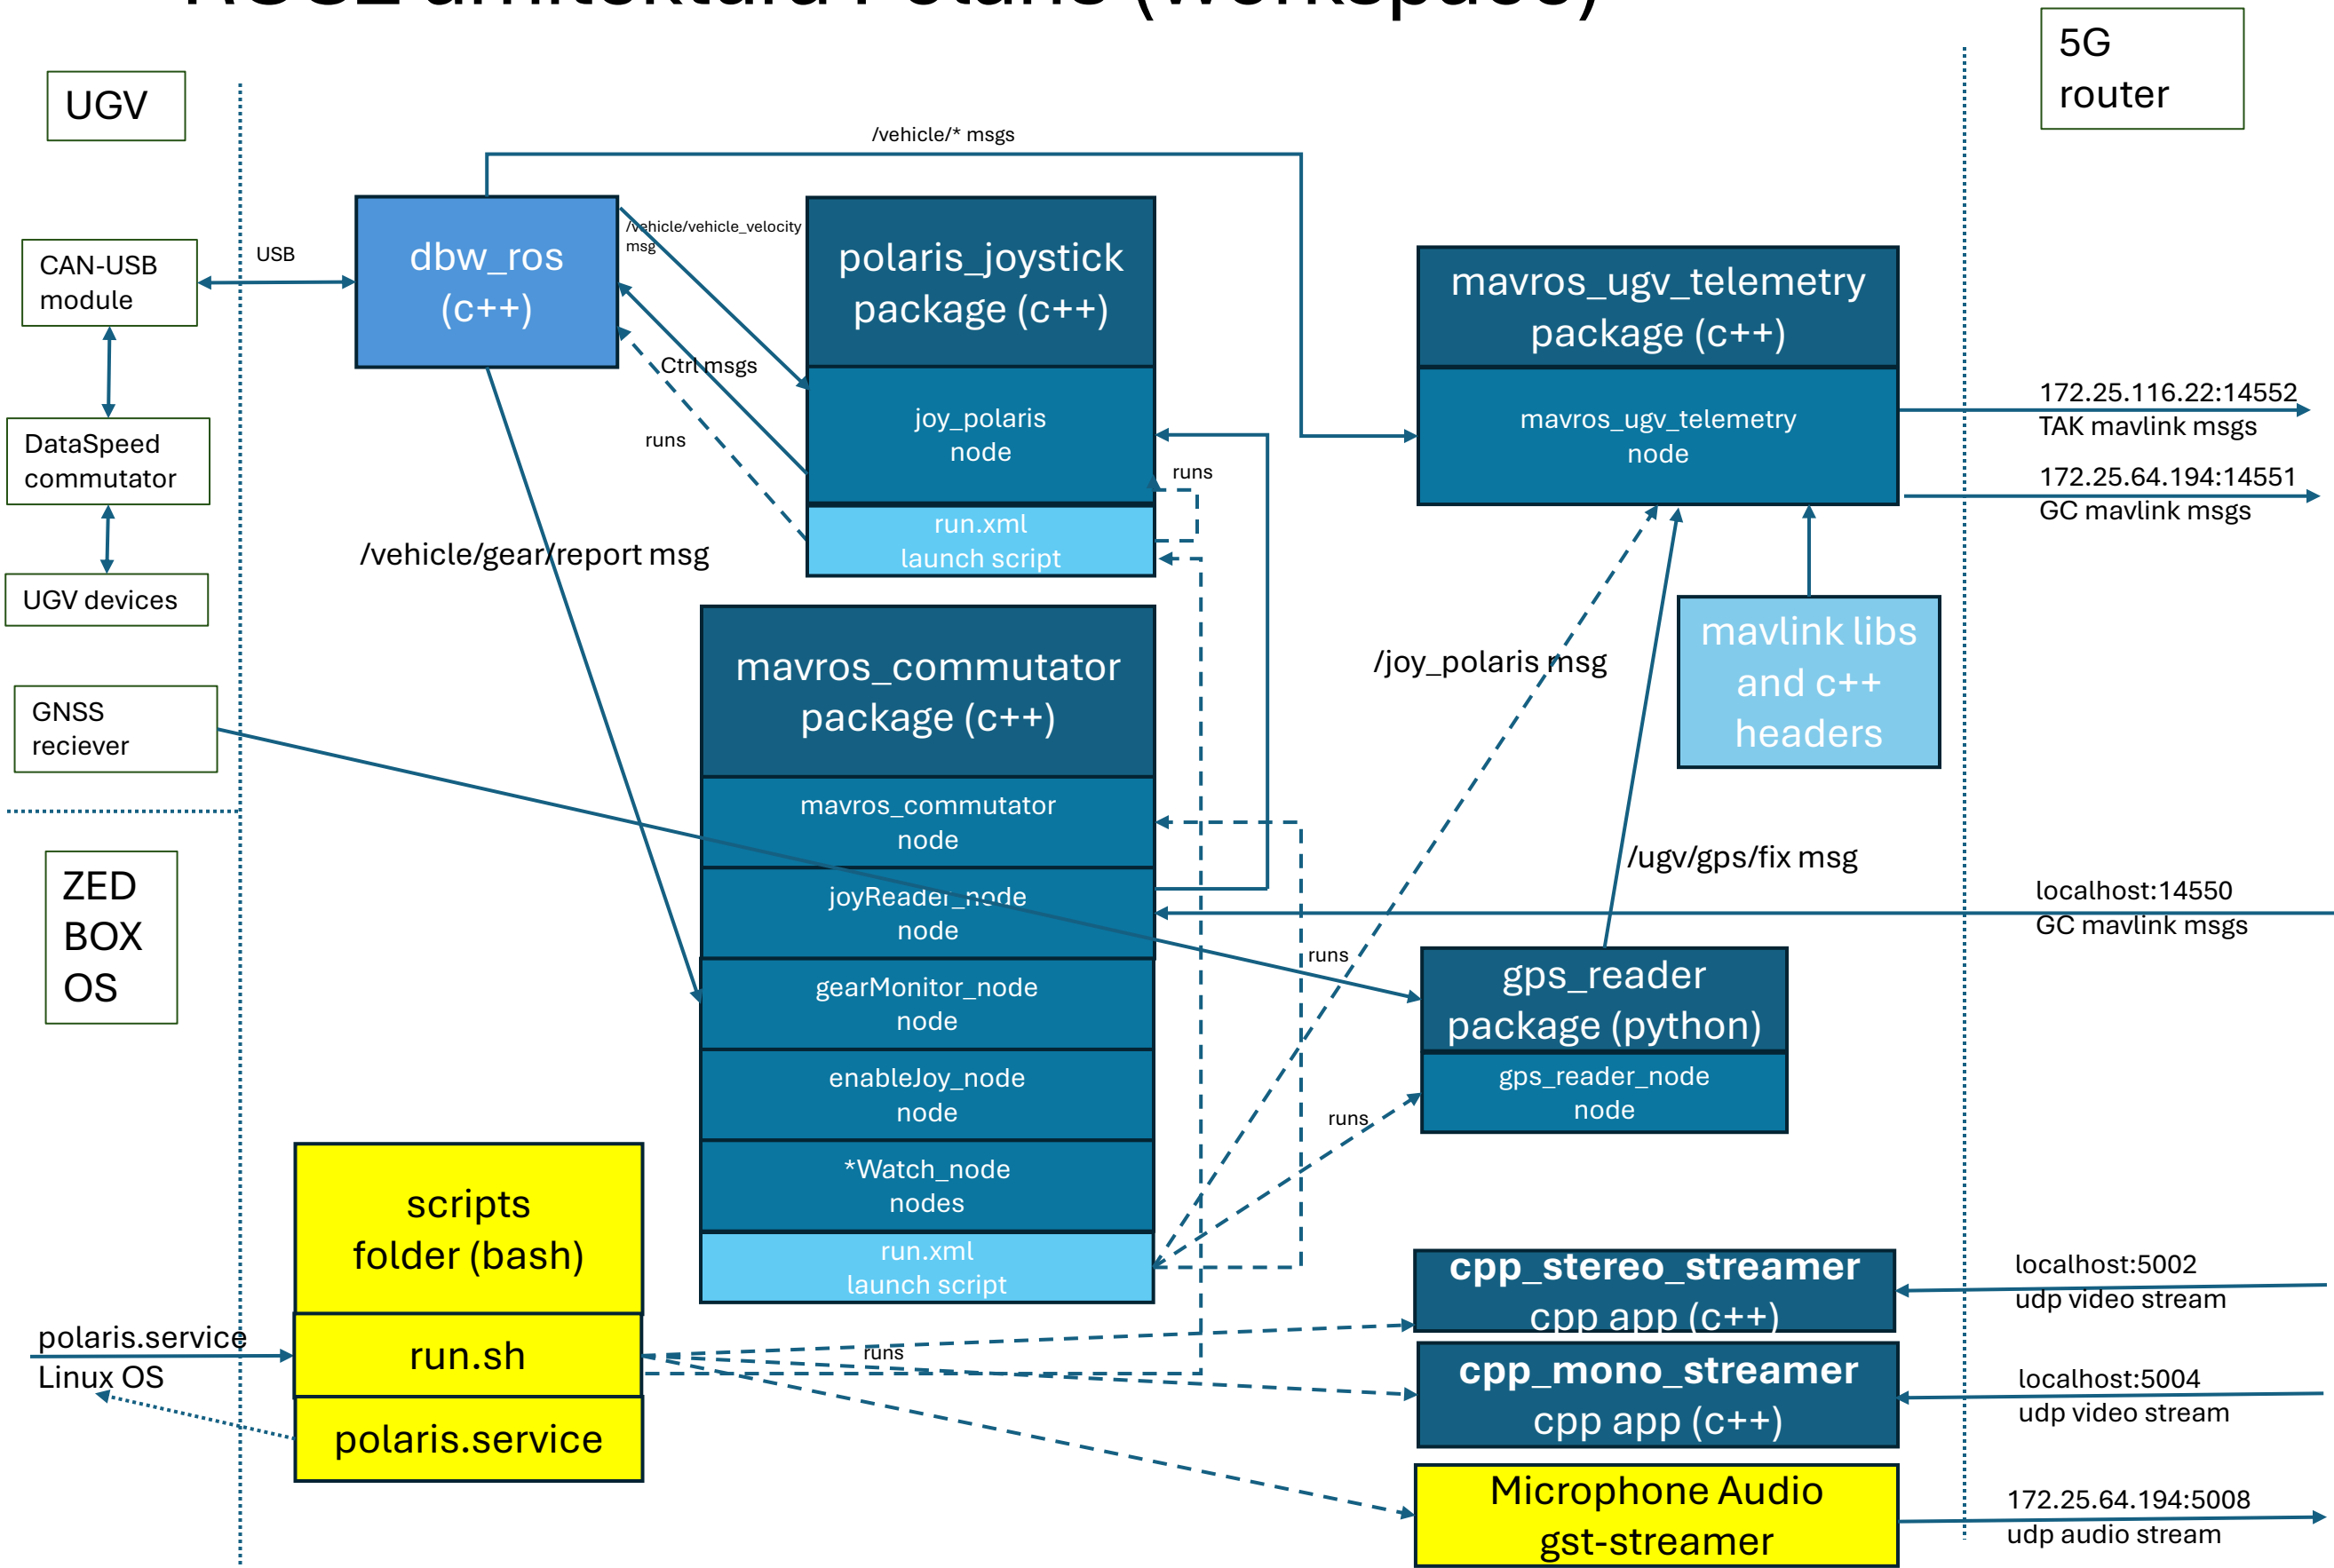 ROS2 arhitektura Polaris (workspace)
5G
router
UGV
/vehicle/* msgs
dbw_ros
(c++)
/vehicle/vehicle_velocity
msg
polaris_joystick
package (c++)
CAN-USB
module
USB
mavros_ugv_telemetry
package (c++)
Ctrl msgs
172.25.116.22:14552
TAK mavlink msgs
joy_polaris
node
mavros_ugv_telemetry
node
DataSpeed
commutator
runs
runs
172.25.64.194:14551
GC mavlink msgs
run.xml
launch script
/vehicle/gear/report msg
UGV devices
mavlink libs
and c++
headers
/joy_polaris msg
mavros_commutator
package (c++)
GNSS
reciever
mavros_commutator
node
/ugv/gps/fix msg
ZED
BOX
OS
joyReader_node
node
localhost:14550
GC mavlink msgs
runs
gps_reader
package (python)
gearMonitor_node
node
enableJoy_node
node
gps_reader_node
node
runs
*Watch_node
nodes
scripts
folder (bash)
run.xml
launch script
cpp_stereo_streamer
cpp app (c++)
localhost:5002
udp video stream
polaris.service
Linux OS
run.sh
runs
cpp_mono_streamer
cpp app (c++)
localhost:5004
udp video stream
polaris.service
Microphone Audio
gst-streamer
172.25.64.194:5008
udp audio stream